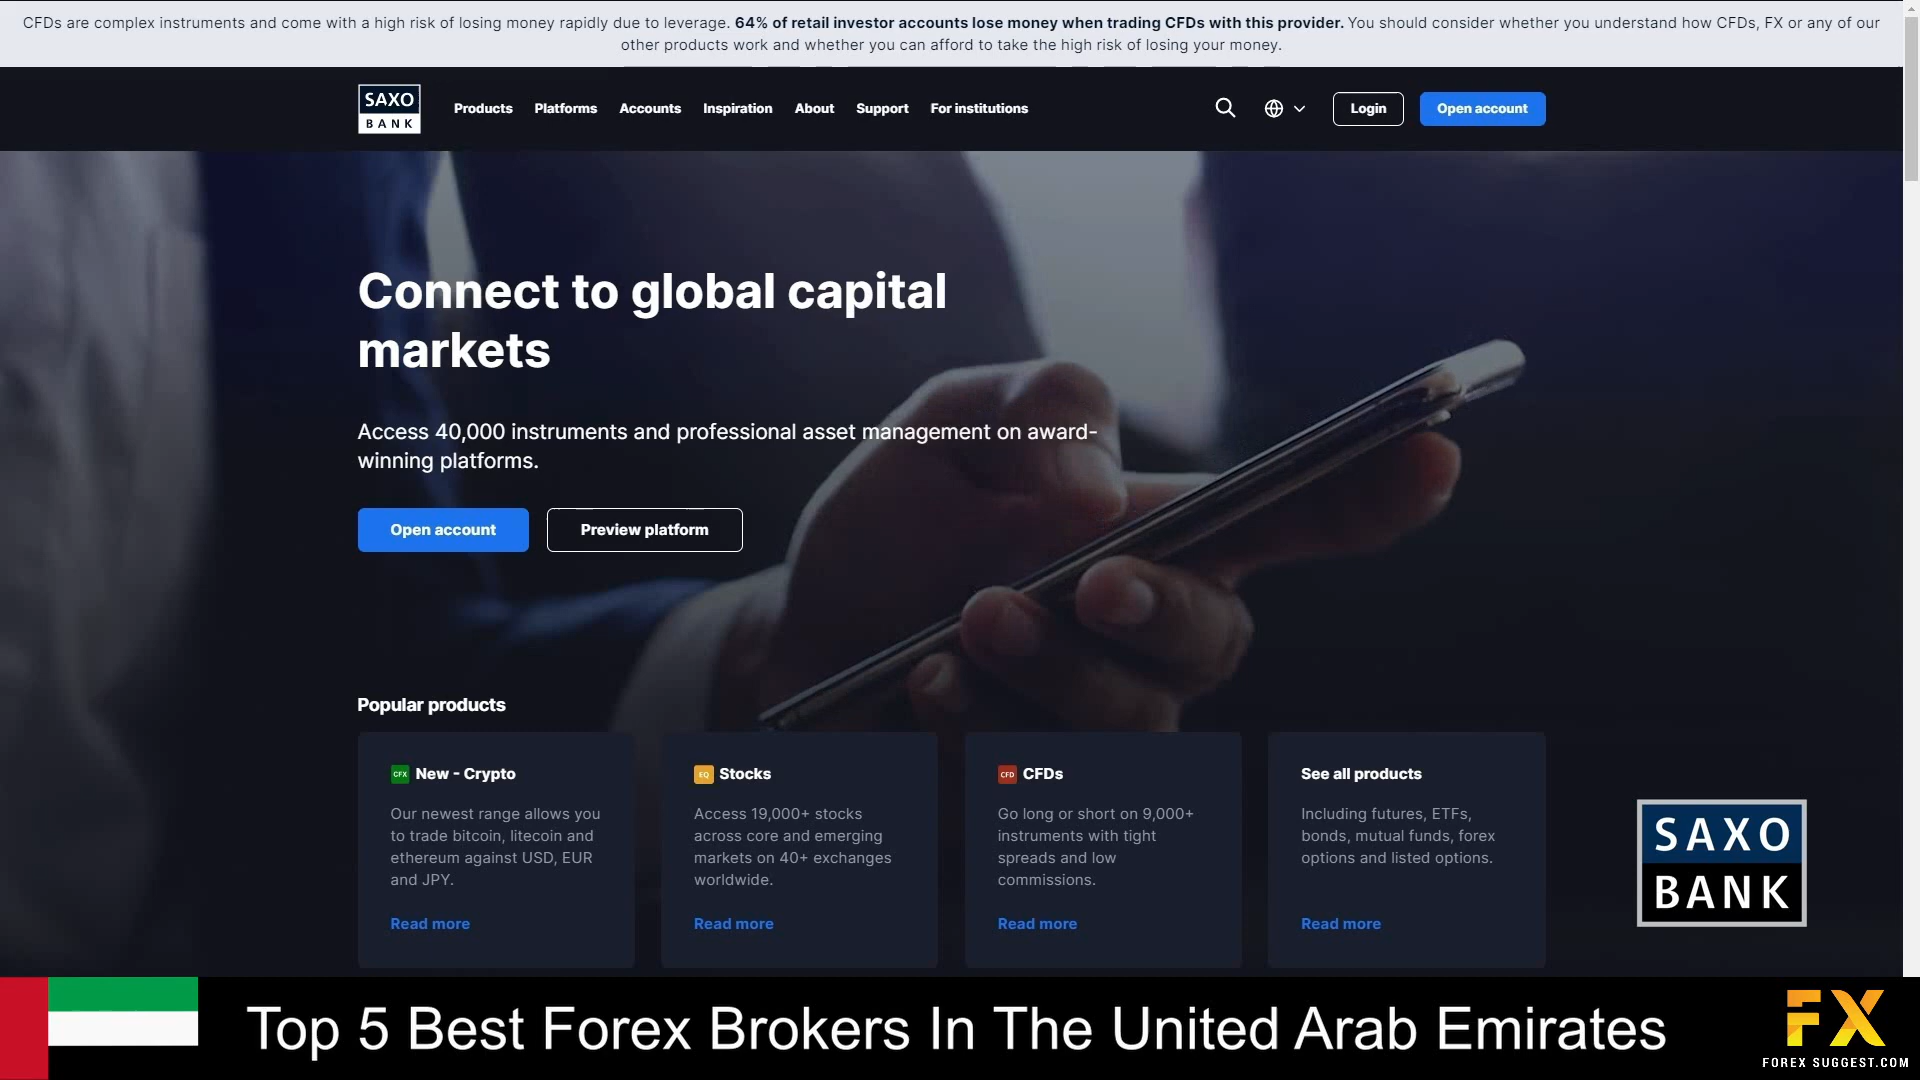 CFDs are complex instruments and come with a high risk of losing money rapidly due to leverage. 64% of retail investor accounts lose money when trading CFDs with this provider. You should consider whether you understand how CFDs, FX or any of our
other products work and whether you can afford to take the high risk of losing your money.
SAXO
BANK
Products Platforms Accounts Inspiration About Support For institutions Login Open account
Connect to global capital
markets
Access 40,000 instruments and professional asset management on award-
winning platforms.
Open account Preview platform
Popular products
CFX New - Crypto
Our newest range allows you
to trade bitcoin, litecoin and
ethereum against USD, EUR
and JPY.
Read more
EQ Stocks
Access 19,000+ stocks
across core and emerging
markets on 40+ exchanges
worldwide.
Read more
CFD CFDs
Go long or short on 9,000+
instruments with tight
spreads and low
commissions.
Read more
See all products
Including futures, ETFs,
bonds, mutual funds, forex
options and listed options.
Read more
SAXO
BANK
Top 5 Best Forex Brokers In The United Arab Emirates
FX
FOREX SUGGEST.COM